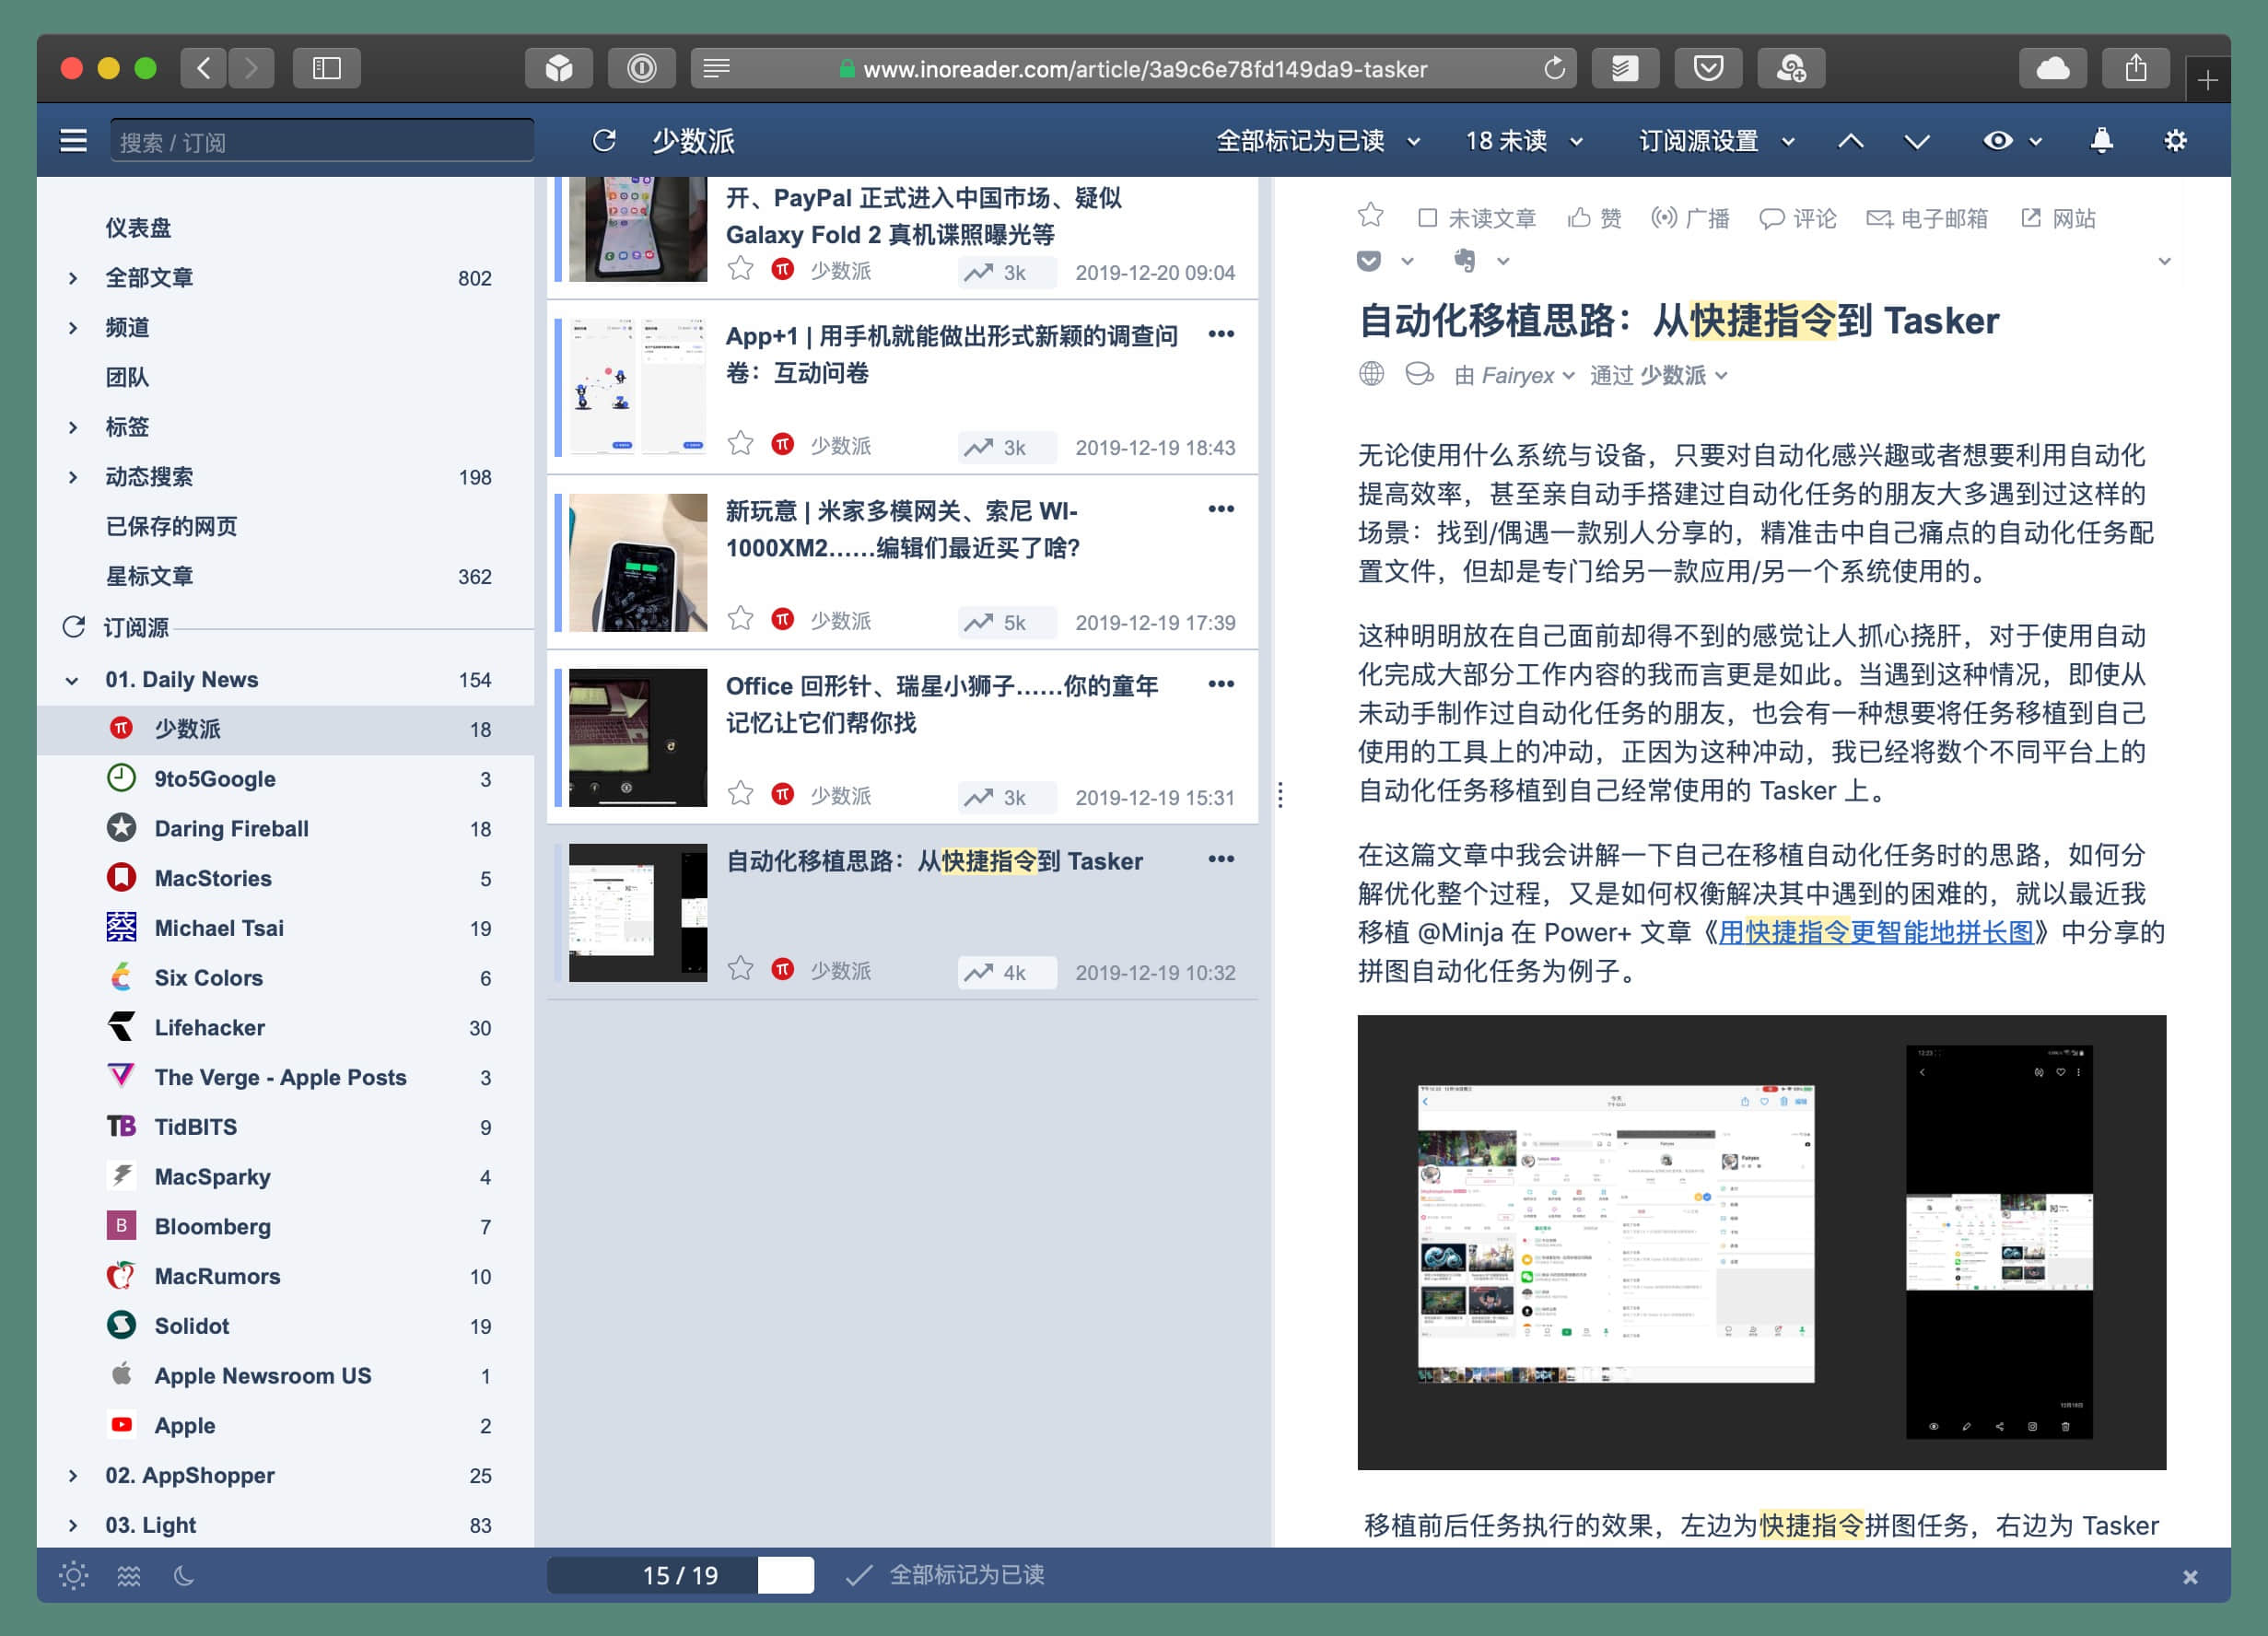 www.inoreader.com/article/3a9c6e78fd149da9-tasker
搜索 / 订阅
少数派
全部标记为已读
18 未读
订阅源设置
仪表盘
全部文章 802
频道
团队
标签
动态搜索 198
已保存的网页
星标文章 362
订阅源
01. Daily News 154
少数派 18
9to5Google 3
Daring Fireball 18
MacStories 5
蔡 Michael Tsai 19
Six Colors 6
Lifehacker 30
The Verge - Apple Posts 3
TB TidBITS 9
MacSparky 4
B Bloomberg 7
MacRumors 10
Solidot 19
Apple Newsroom US 1
Apple 2
02. AppShopper 25
03. Light 83
开、PayPal 正式进入中国市场、疑似
Galaxy Fold 2 真机谍照曝光等
π 少数派 3k 2019-12-20 09:04
App+1 | 用手机就能做出形式新颖的调查问
卷：互动问卷
π 少数派 3k 2019-12-19 18:43
新玩意 | 米家多模网关、索尼 WI-
1000XM2……编辑们最近买了啥?
π 少数派 5k 2019-12-19 17:39
Office 回形针、瑞星小狮子……你的童年
记忆让它们帮你找
π 少数派 3k 2019-12-19 15:31
自动化移植思路：从快捷指令到 Tasker
π 少数派 4k 2019-12-19 10:32
未读文章 赞 广播 评论 电子邮箱 网站
自动化移植思路：从快捷指令到 Tasker
由 Fairyex 通过 少数派
无论使用什么系统与设备，只要对自动化感兴趣或者想要利用自动化
提高效率，甚至亲自动手搭建过自动化任务的朋友大多遇到过这样的
场景：找到/偶遇一款别人分享的，精准击中自己痛点的自动化任务配
置文件，但却是专门给另一款应用/另一个系统使用的。
这种明明放在自己面前却得不到的感觉让人抓心挠肝，对于使用自动
化完成大部分工作内容的我而言更是如此。当遇到这种情况，即使从
未动手制作过自动化任务的朋友，也会有一种想要将任务移植到自己
使用的工具上的冲动，正因为这种冲动，我已经将数个不同平台上的
自动化任务移植到自己经常使用的 Tasker 上。
在这篇文章中我会讲解一下自己在移植自动化任务时的思路，如何分
解优化整个过程，又是如何权衡解决其中遇到的困难的，就以最近我
移植 @Minja 在 Power+ 文章《用快捷指令更智能地拼长图》中分享的
拼图自动化任务为例子。
移植前后任务执行的效果，左边为快捷指令拼图任务，右边为 Tasker
15 / 19
全部标记为已读